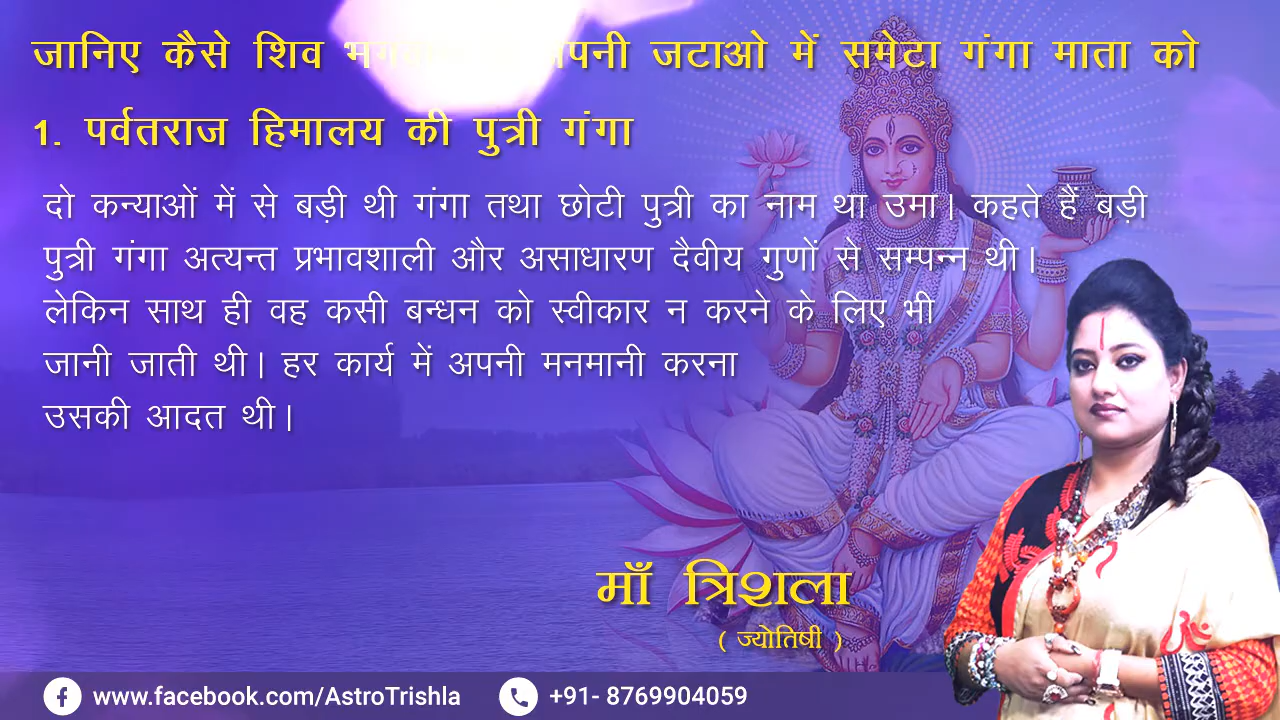 जानिए कैसे शिव अपनी जटाओ में समेटा गंगा माता को
1. पर्वतराज हिमालय की पुत्री गंगा
दो कन्याओं में से बड़ी थी गंगा तथा छोटी पुत्री का नाम था उमा। कहते हैं बड़ी
पुत्री गंगा अत्यन्त प्रभावशाली और असाधारण दैवीय गुणों से सम्पन्न थी।
लेकिन साथ ही वह कसी बन्धन को स्वीकार न करने के लिए भी
जानी जाती थी। हर कार्य में अपनी मनमानी करना
उसकी आदत थी।
माँ त्रिशला
( ज्योतिषी )
www.facebook.com/AstroTrishla +91- 8769904059